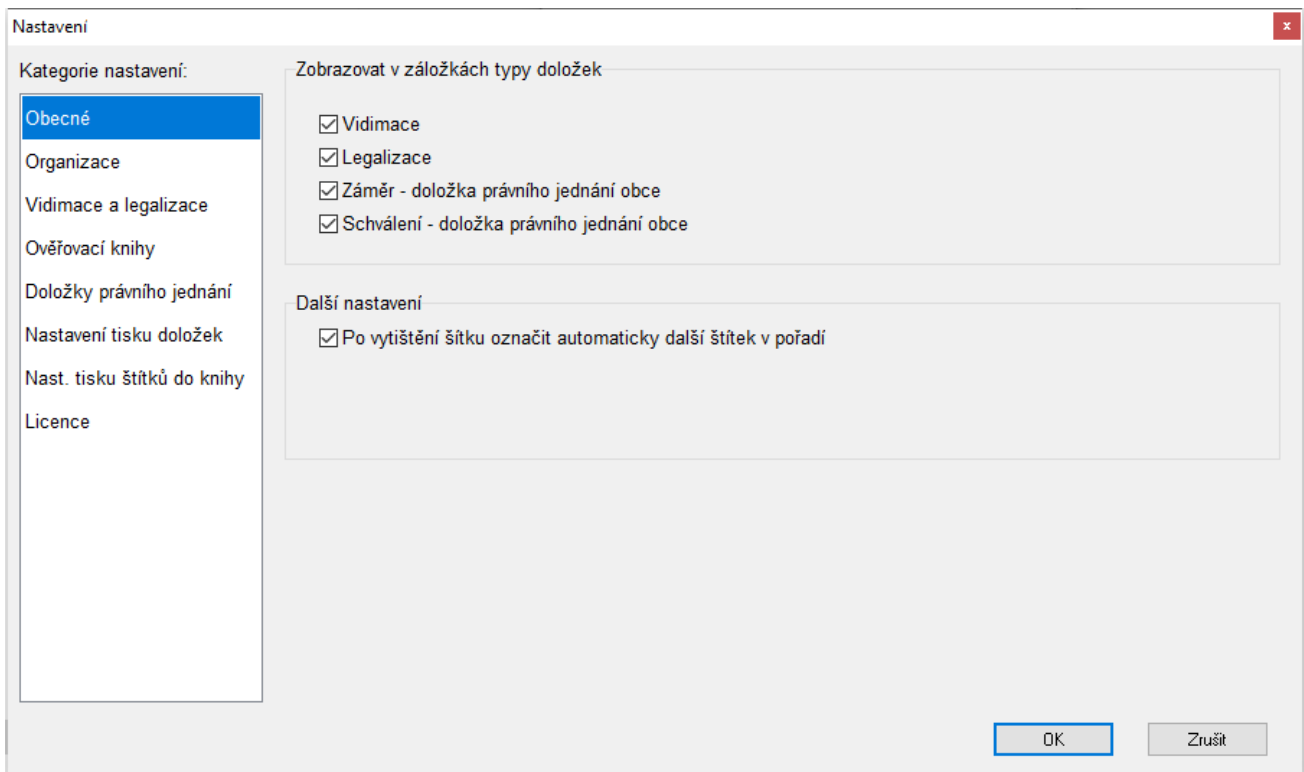 Nastavení
x
Kategorie nastavení:
Obecné
Organizace
Vidimace a legalizace
Ověřovací knihy
Doložky právního jednání
Nastavení tisku doložek
Nast. tisku štítků do knihy
Licence
Zobrazovat v záložkách typy doložek
Vidimace
Legalizace
Záměr - doložka právního jednání obce
Schválení - doložka právního jednání obce
Další nastavení
Po vytištění šítku označit automaticky další štítek v pořadí
OK
Zrušit